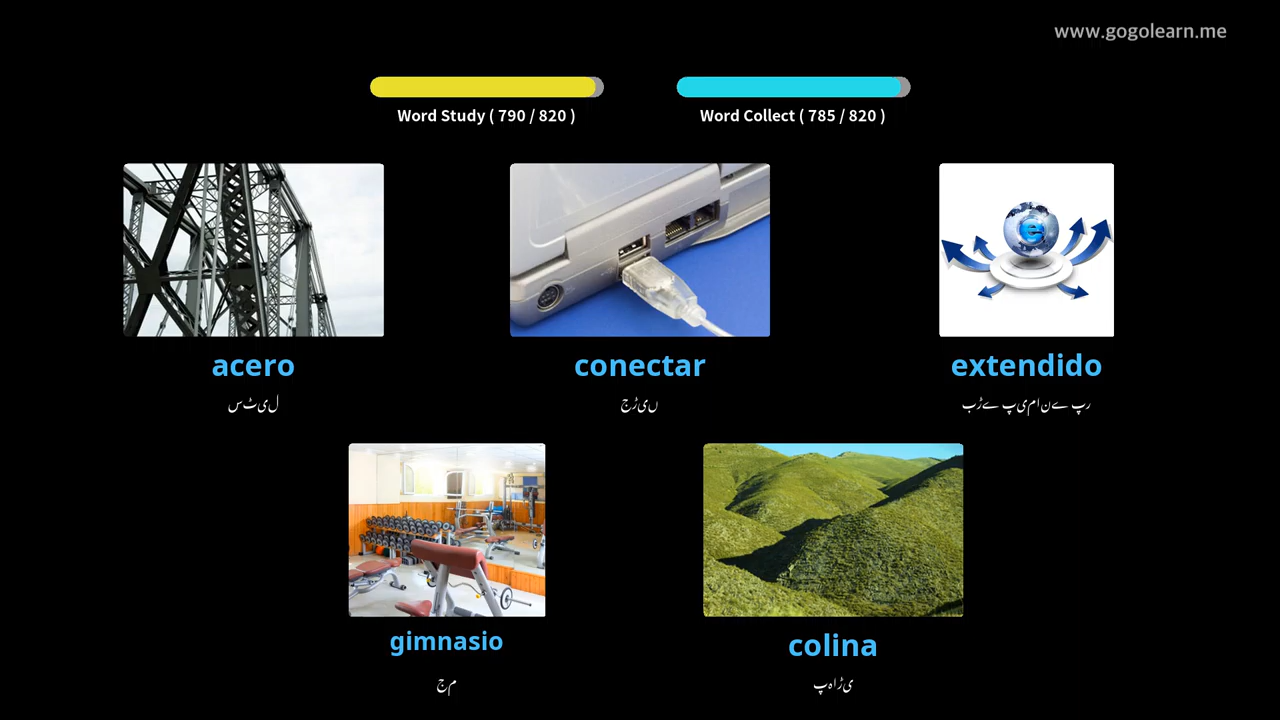 www.gogolearn.me
Word Study ( 790 / 820 )
Word Collect ( 785 / 820 )
acero
سٹیل
conectar
جڑیں
extendido
بڑے پیمانے پر
gimnasio
جم
colina
پہاڑی